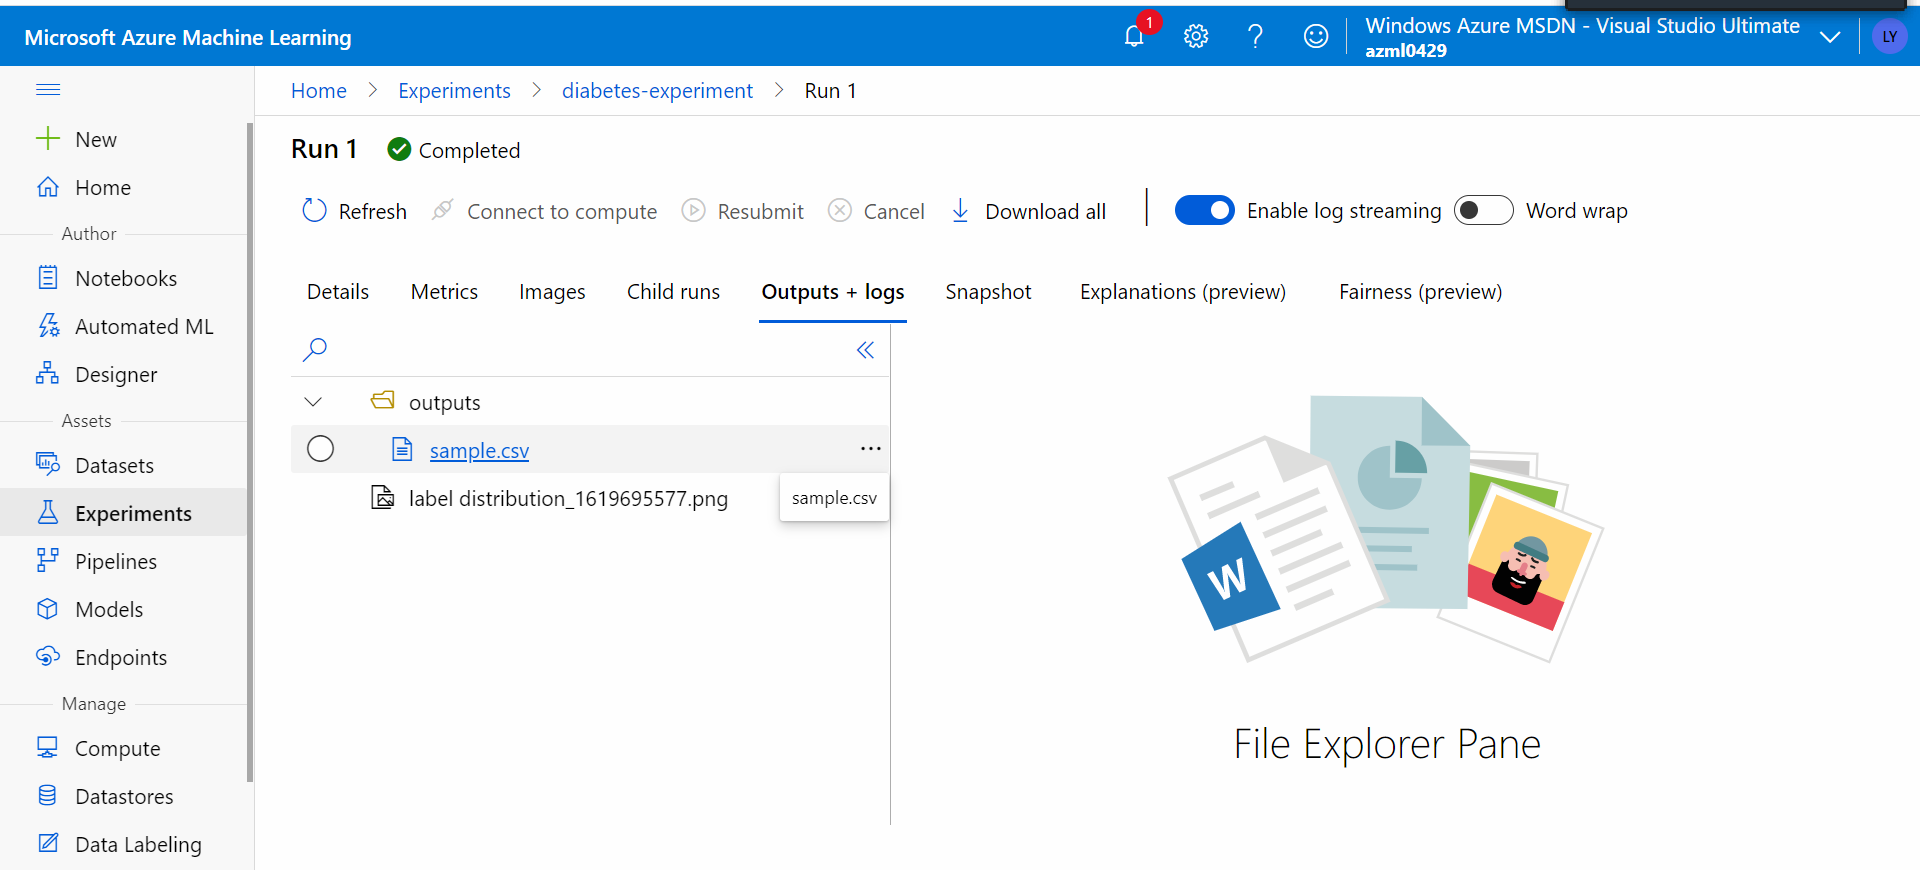 Microsoft Azure Machine Learning
1
Windows Azure MSDN - Visual Studio Ultimate
azml0429
LY
Home > Experiments > diabetes-experiment > Run 1
New
Home
Author
Notebooks
Automated ML
Designer
Assets
Datasets
Experiments
Pipelines
Models
Endpoints
Manage
Compute
Datastores
Data Labeling
Run 1 Completed
Refresh Connect to compute Resubmit Cancel Download all Enable log streaming Word wrap
Details Metrics Images Child runs Outputs + logs Snapshot Explanations (preview) Fairness (preview)
outputs
sample.csv ...
label distribution_1619695577.png
sample.csv
W
File Explorer Pane